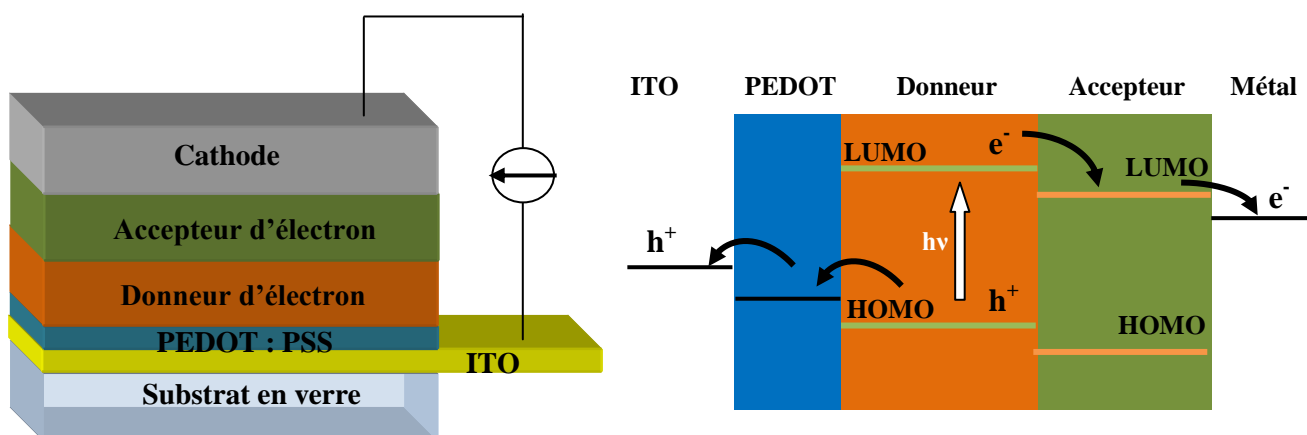 Cathode
Accepteur d’électron
Donneur d’électron
PEDOT : PSS
ITO
Substrat en verre
ITO PEDOT Donneur Accepteur Métal
LUMO e-
LUMO
e-
h+
hν
HOMO h+
HOMO